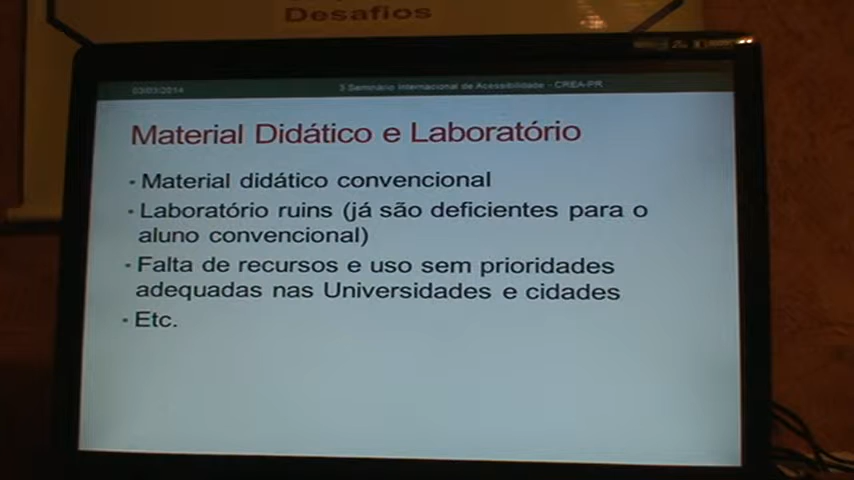 Desafios
03/03/2014
3 Seminário Internacional de Acessibilidade - CREA-PR
Material Didático e Laboratório
• Material didático convencional
• Laboratório ruins (já são deficientes para o
aluno convencional)
• Falta de recursos e uso sem prioridades
adequadas nas Universidades e cidades
• Etc.